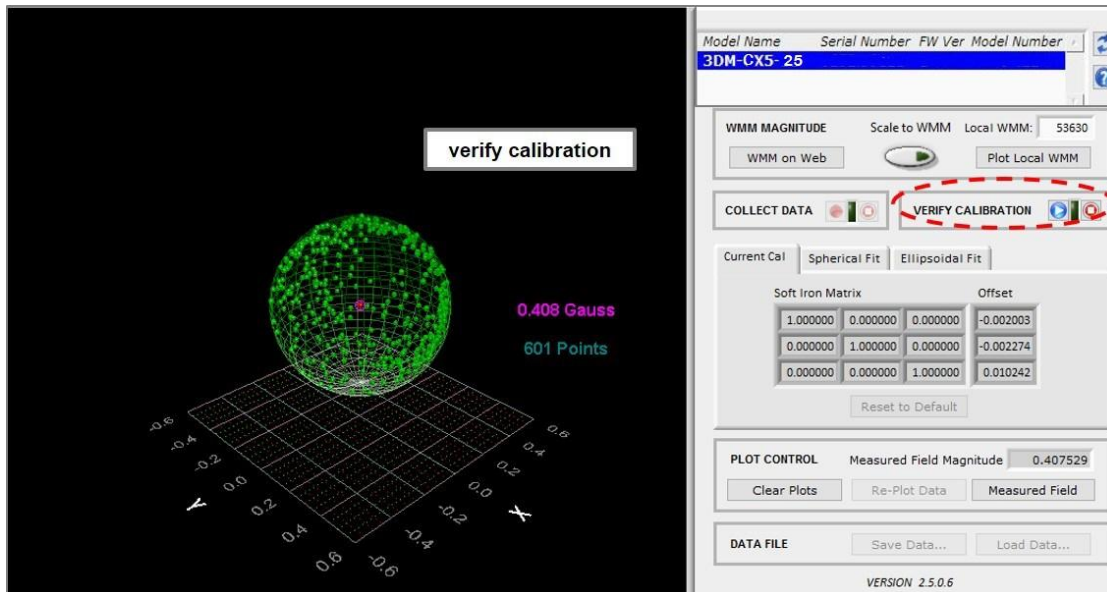 verify calibration
0.408 Gauss
601 Points
-0.6
-0.4
-0.2
0.0
0.2
0.4
0.6
Y
0.6
0.4
0.2
0.0
-0.2
-0.4
-0.6
X
Model Name Serial Number FW Ver Model Number
3DM-CX5- 25
WMM MAGNITUDE Scale to WMM Local WMM: 53630
WMM on Web Plot Local WMM
COLLECT DATA VERIFY CALIBRATION
Current Cal Spherical Fit Ellipsoidal Fit
Soft Iron Matrix Offset
1.000000 0.000000 0.000000 -0.002003
0.000000 1.000000 0.000000 -0.002274
0.000000 0.000000 1.000000 0.010242
Reset to Default
PLOT CONTROL Measured Field Magnitude 0.407529
Clear Plots Re-Plot Data Measured Field
DATA FILE Save Data... Load Data...
VERSION 2.5.0.6